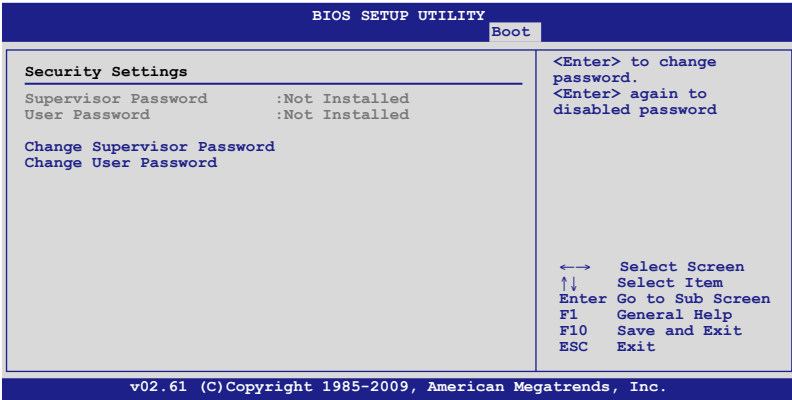 BIOS SETUP UTILITY
Boot
Security Settings
Supervisor Password :Not Installed
User Password :Not Installed
Change Supervisor Password
Change User Password
<Enter> to change
password.
<Enter> again to
disabled password
←→ Select Screen
↑↓ Select Item
Enter Go to Sub Screen
F1 General Help
F10 Save and Exit
ESC Exit
v02.61 (C)Copyright 1985-2009, American Megatrends, Inc.